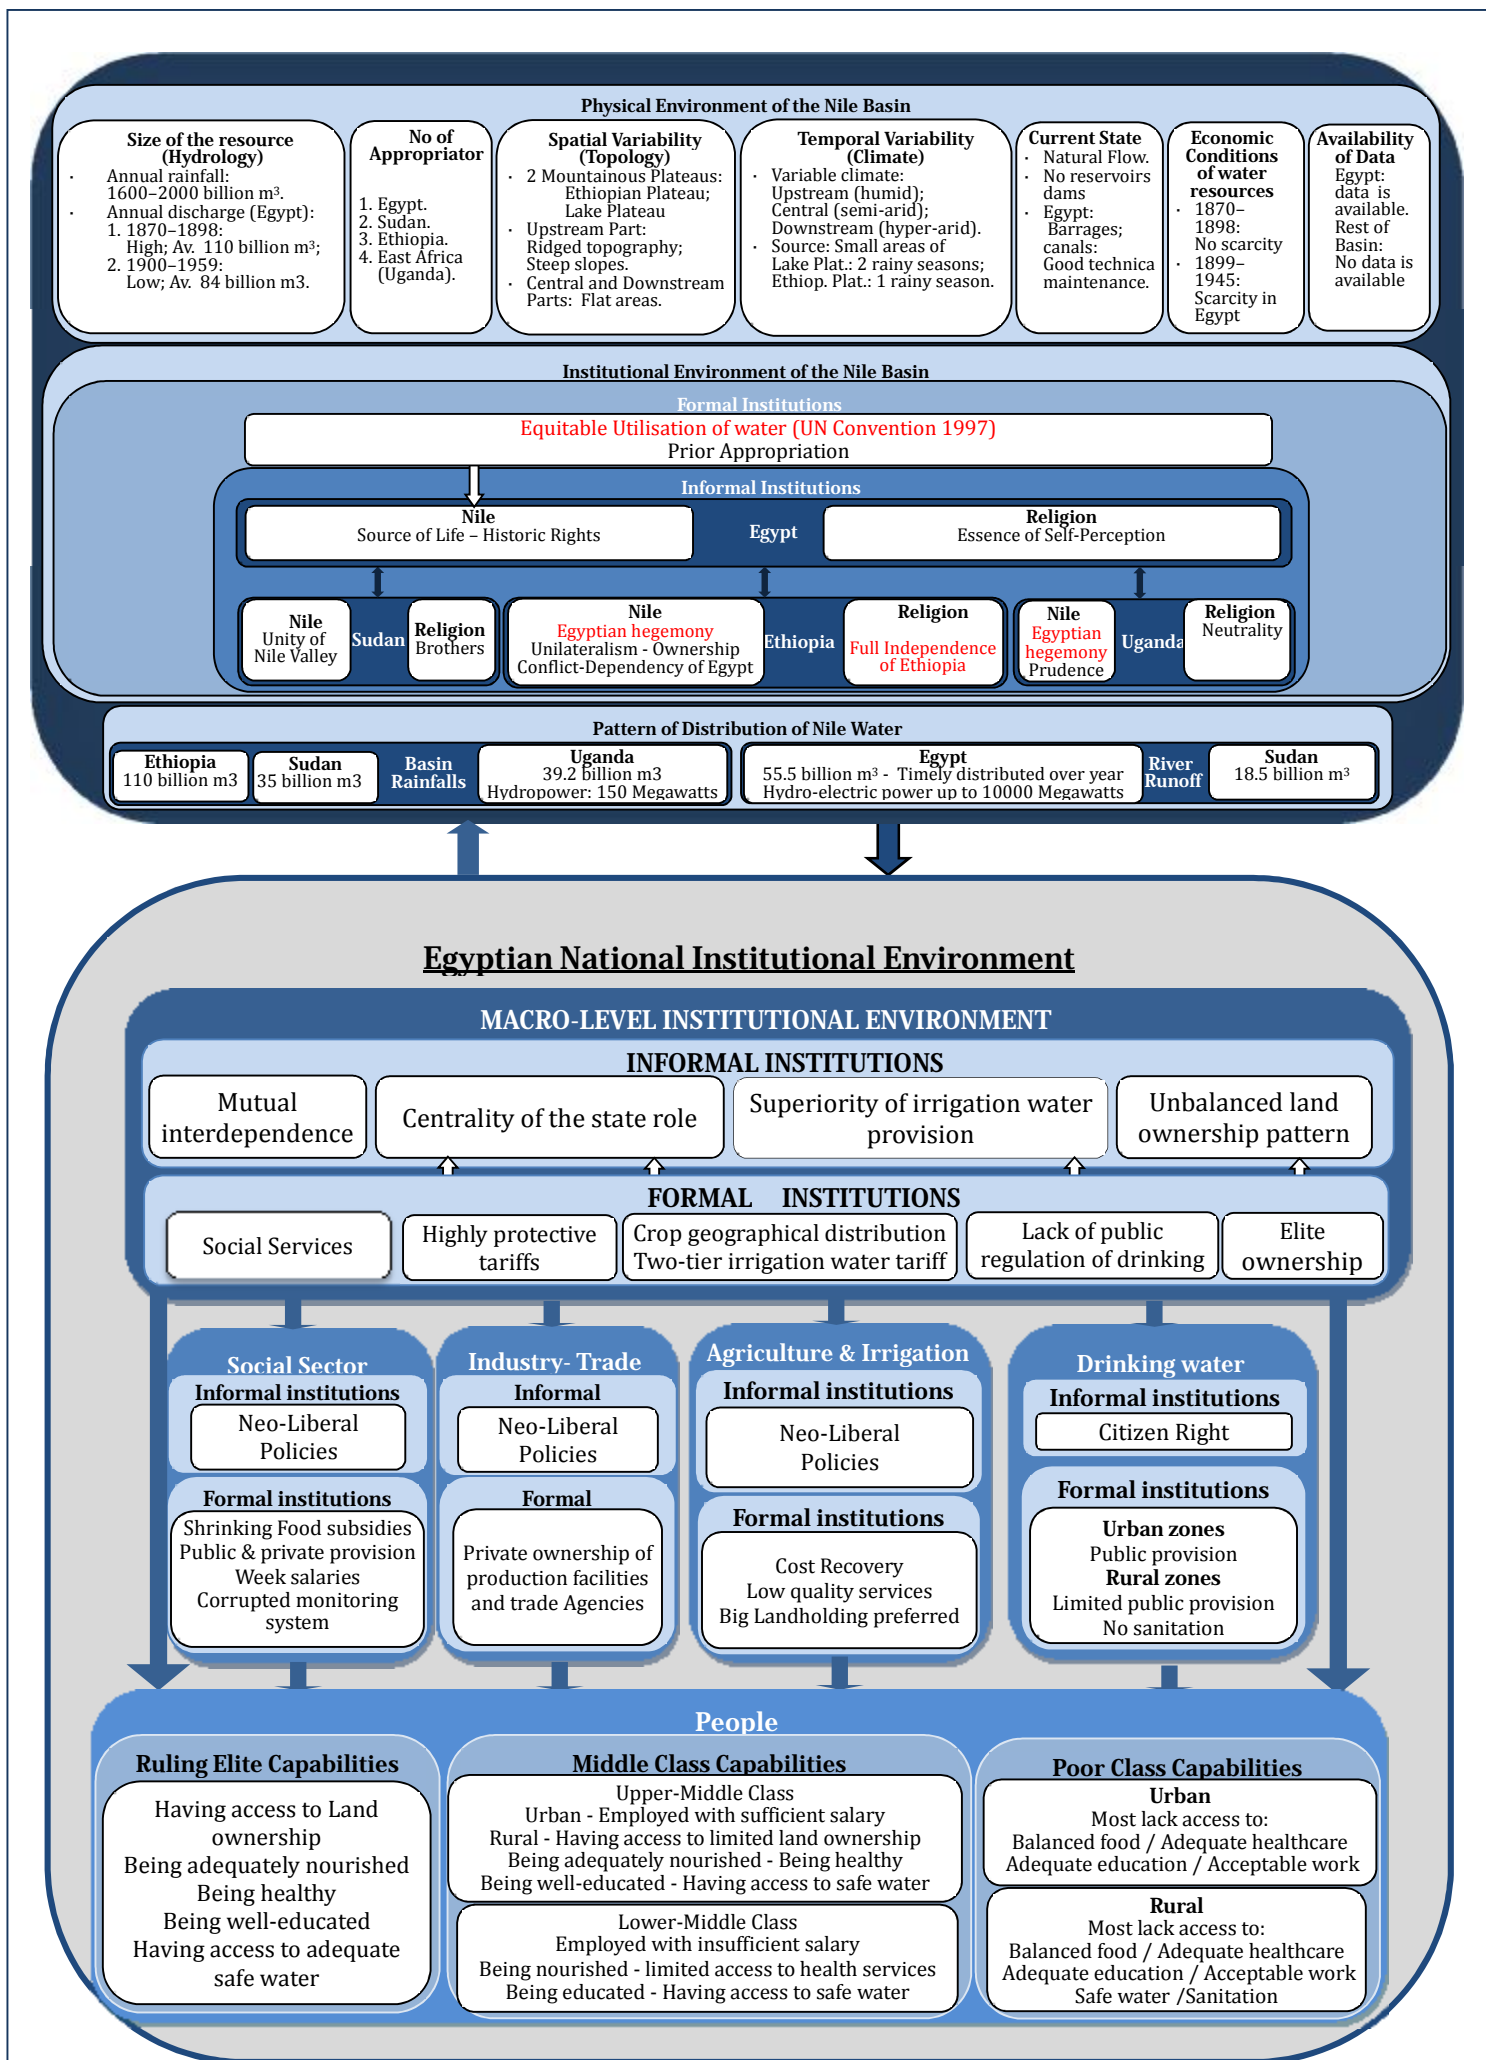 Physical Environment of the Nile Basin
Size of the resource
(Hydrology)
· Annual rainfall:
1600–2000 billion m³.
· Annual discharge (Egypt):
1. 1870–1898:
High; Av. 110 billion m³;
2. 1900–1959:
Low; Av. 84 billion m3.
No of
Appropriator
1. Egypt.
2. Sudan.
3. Ethiopia.
4. East Africa
(Uganda).
Spatial Variability
(Topology)
· 2 Mountainous Plateaus:
Ethiopian Plateau;
Lake Plateau
· Upstream Part:
Ridged topography;
Steep slopes.
· Central and Downstream
Parts: Flat areas.
Temporal Variability
(Climate)
· Variable climate:
Upstream (humid);
Central (semi-arid);
Downstream (hyper-arid).
· Source: Small areas of
Lake Plat.: 2 rainy seasons;
Ethiop. Plat.: 1 rainy season.
Current State
· Natural Flow.
· No reservoirs
dams
· Egypt:
Barrages;
canals:
Good technica
maintenance.
Economic
Conditions
of water
resources
· 1870–
1898:
No scarcity
· 1899–
1945:
Scarcity in
Egypt
Availability
of Data
Egypt:
data is
available.
Rest of
Basin:
No data is
available
Institutional Environment of the Nile Basin
Formal Institutions
Equitable Utilisation of water (UN Convention 1997)
Prior Appropriation
Informal Institutions
Nile
Source of Life – Historic Rights
Egypt
Religion
Essence of Self-Perception
Nile
Unity of
Nile Valley
Sudan
Religion
Brothers
Nile
Egyptian hegemony
Unilateralism - Ownership
Conflict-Dependency of Egypt
Ethiopia
Religion
Full Independence
of Ethiopia
Nile
Egyptian
hegemony
Prudence
Uganda
Religion
Neutrality
Pattern of Distribution of Nile Water
Ethiopia
110 billion m3
Sudan
35 billion m3
Basin
Rainfalls
Uganda
39.2 billion m3
Hydropower: 150 Megawatts
Egypt
55.5 billion m³ - Timely distributed over year
Hydro-electric power up to 10000 Megawatts
River
Runoff
Sudan
18.5 billion m³
Egyptian National Institutional Environment
MACRO-LEVEL INSTITUTIONAL ENVIRONMENT
INFORMAL INSTITUTIONS
Mutual
interdependence
Centrality of the state role
Superiority of irrigation water
provision
Unbalanced land
ownership pattern
FORMAL INSTITUTIONS
Social Services
Highly protective
tariffs
Crop geographical distribution
Two-tier irrigation water tariff
Lack of public
regulation of drinking
Elite
ownership
Social Sector
Informal institutions
Neo-Liberal
Policies
Formal institutions
Shrinking Food subsidies
Public & private provision
Week salaries
Corrupted monitoring
system
Industry- Trade
Informal
Neo-Liberal
Policies
Formal
Private ownership of
production facilities
and trade Agencies
Agriculture & Irrigation
Informal institutions
Neo-Liberal
Policies
Formal institutions
Cost Recovery
Low quality services
Big Landholding preferred
Drinking water
Informal institutions
Citizen Right
Formal institutions
Urban zones
Public provision
Rural zones
Limited public provision
No sanitation
People
Ruling Elite Capabilities
Having access to Land
ownership
Being adequately nourished
Being healthy
Being well-educated
Having access to adequate
safe water
Middle Class Capabilities
Upper-Middle Class
Urban - Employed with sufficient salary
Rural - Having access to limited land ownership
Being adequately nourished - Being healthy
Being well-educated - Having access to safe water
Lower-Middle Class
Employed with insufficient salary
Being nourished - limited access to health services
Being educated - Having access to safe water
Poor Class Capabilities
Urban
Most lack access to:
Balanced food / Adequate healthcare
Adequate education / Acceptable work
Rural
Most lack access to:
Balanced food / Adequate healthcare
Adequate education / Acceptable work
Safe water /Sanitation